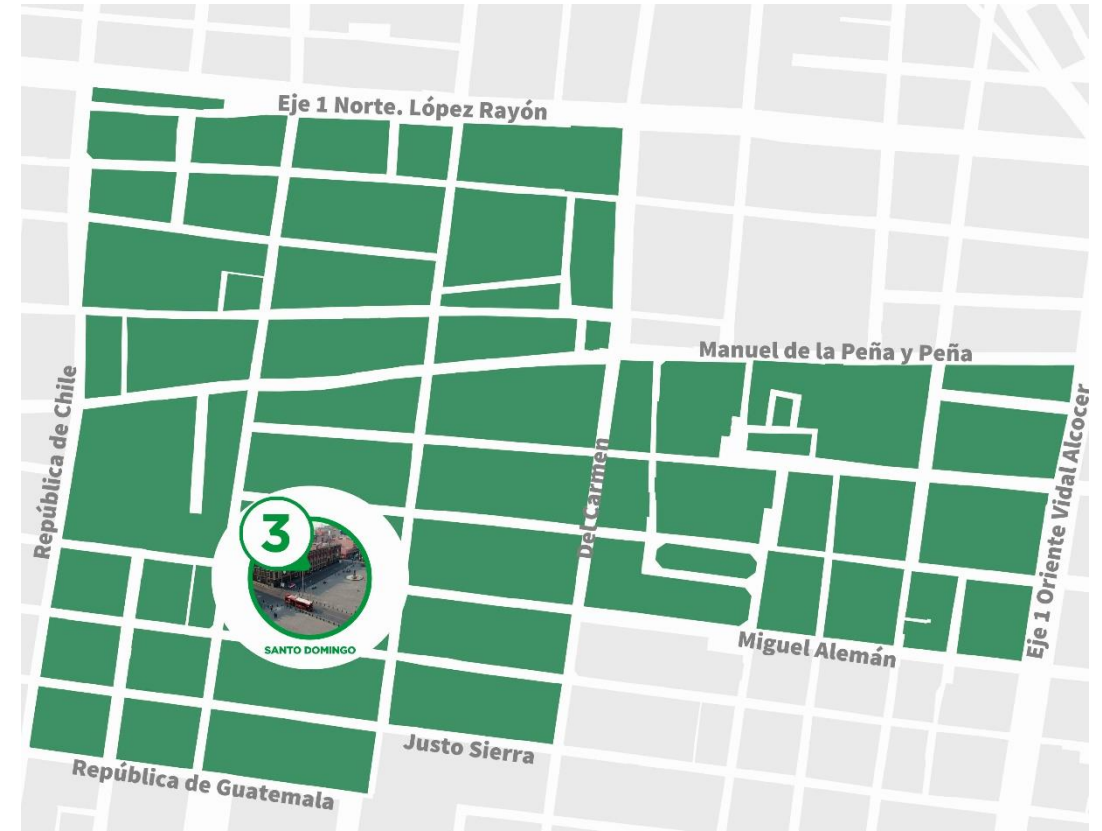 Eje 1 Norte. López Rayón
Manuel de la Peña y Peña
República de Chile
Del Carmen
Eje 1 Oriente Vidal Alcocer
3
SANTO DOMINGO
Miguel Alemán
Justo Sierra
República de Guatemala